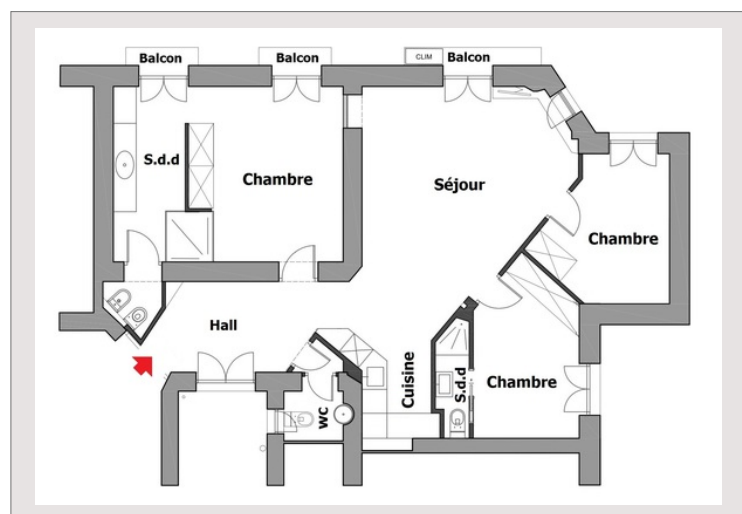 Balcon
Balcon
CLIM
Balcon
S.d.d
Chambre
Séjour
Chambre
Hall
Cuisine
S.d.d
Chambre
WC